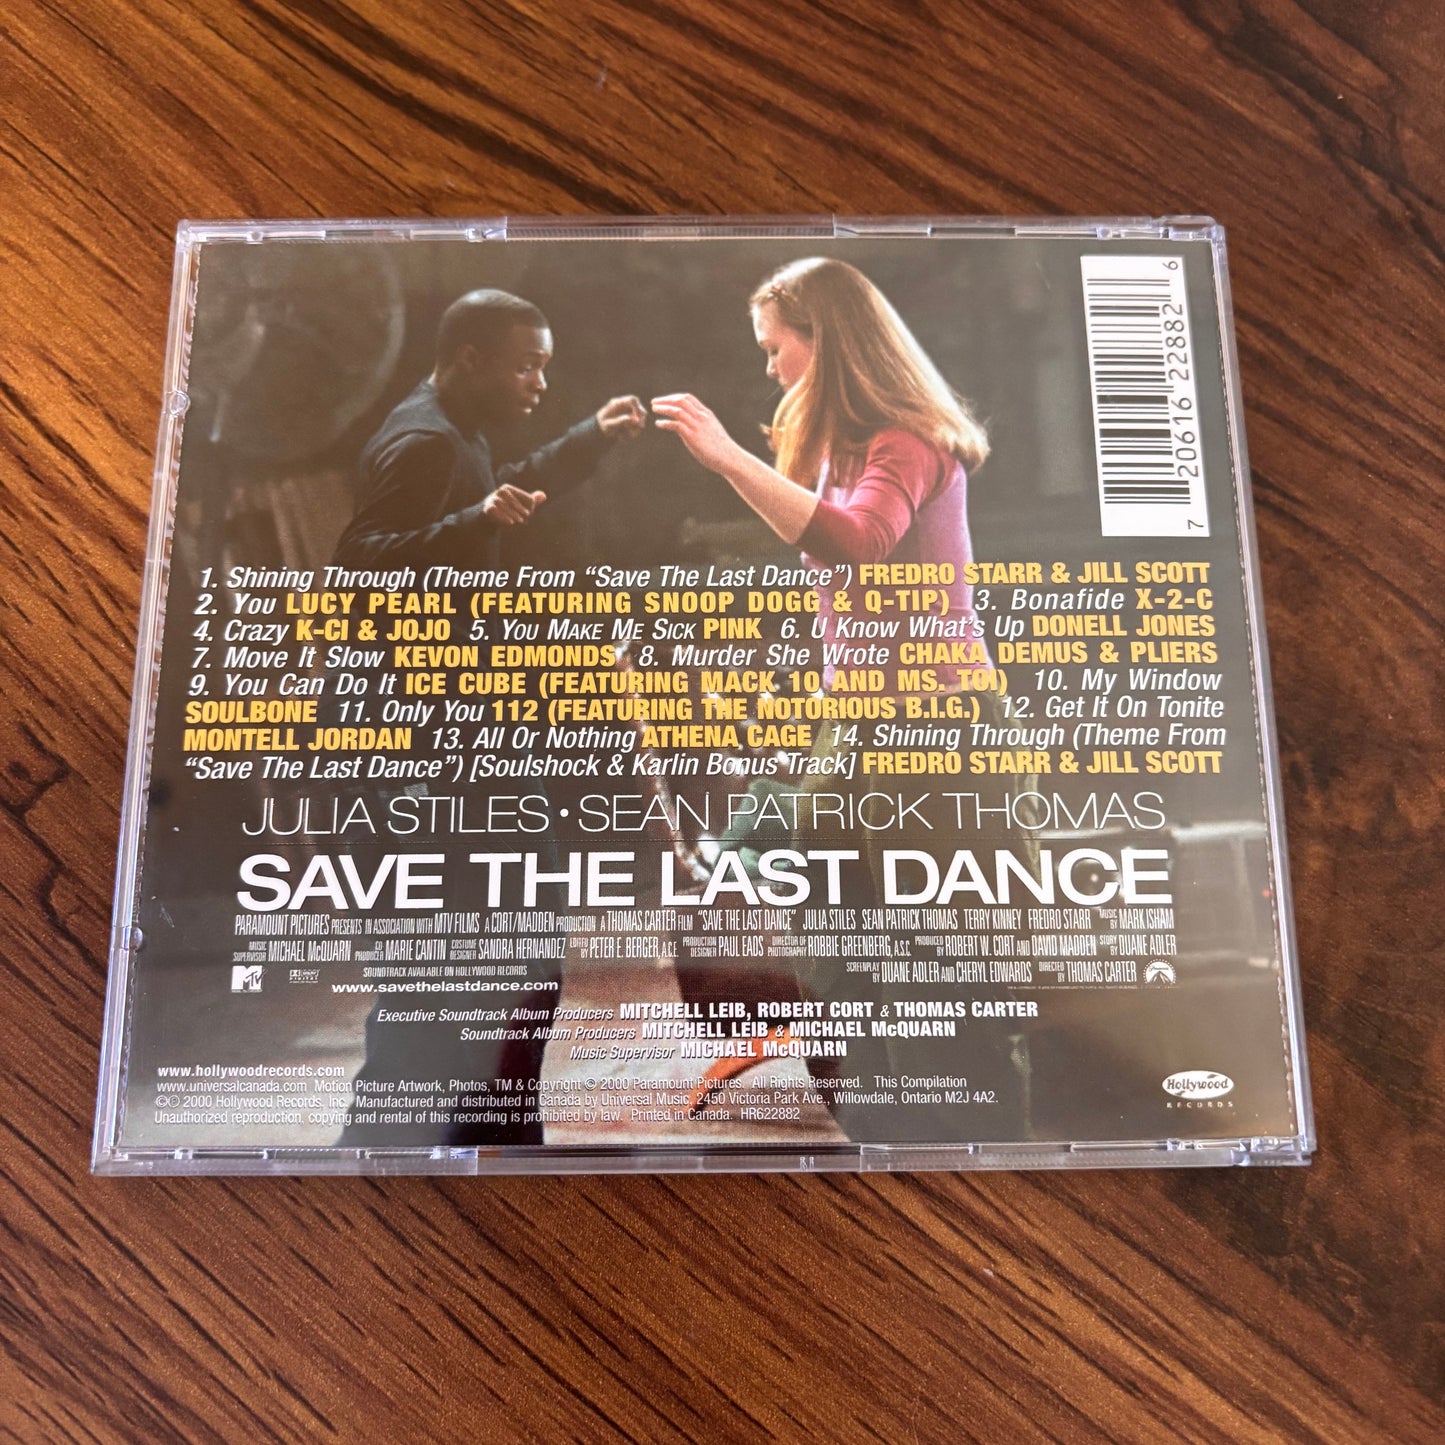 7 20616 22882 6
1. Shining Through (Theme From “Save The Last Dance”) FREDRO STARR & JILL SCOTT
2. You LUCY PEARL (FEATURING SNOOP DOGG & Q-TIP) 3. Bonafide X-2-C
4. Crazy K-CI & JOJO 5. YOU MAKE ME SICK PINK 6. U Know What's Up DONELL JONES
7. Move It Slow KEVON EDMONDS 8. Murder She Wrote CHAKA DEMUS & PLIERS
9. You Can Do It ICE CUBE (FEATURING MACK 10 AND MS. TOI) 10. My Window
SOULBONE 11. Only You 112 (FEATURING THE NOTORIOUS B.I.G.) 12. Get It On Tonite
MONTELL JORDAN 13. All Or Nothing ATHENA CAGE 14. Shining Through (Theme From
“Save The Last Dance”) [Soulshock & Karlin Bonus Track] FREDRO STARR & JILL SCOTT
JULIA STILES • SEAN PATRICK THOMAS
SAVE THE LAST DANCE
PARAMOUNT PICTURES PRESENTS IN ASSOCIATION WITH MTV FILMS A CORT/MADDEN PRODUCTION A THOMAS CARTER FILM "SAVE THE LAST DANCE" JULIA STILES SEAN PATRICK THOMAS TERRY KINNEY FREDRO STARR MUSIC BY MARK ISHAM
MUSIC SUPERVISOR MICHAEL McQUARN CO PRODUCER MARIE CANTIN COSTUME DESIGNER SANDRA HERNANDEZ EDITED BY PETER E. BERGER, A.C.E. PRODUCTION DESIGNER PAUL EADS DIRECTOR OF PHOTOGRAPHY ROBBIE GREENBERG, A.S.C. PRODUCED BY ROBERT W. CORT AND DAVID MADDEN STORY BY DUANE ADLER
MTV DOLBY DIGITAL SOUNDTRACK AVAILABLE ON HOLLYWOOD RECORDS SCREENPLAY BY DUANE ADLER AND CHERYL EDWARDS DIRECTED BY THOMAS CARTER
www.savethelastdance.com
Executive Soundtrack Album Producers MITCHELL LEIB, ROBERT CORT & THOMAS CARTER
Soundtrack Album Producers MITCHELL LEIB & MICHAEL McQUARN
Music Supervisor MICHAEL McQUARN
www.hollywoodrecords.com
www.universalcanada.com Motion Picture Artwork, Photos, TM & Copyright © 2000 Paramount Pictures. All Rights Reserved. This Compilation
℗© 2000 Hollywood Records, Inc. Manufactured and distributed in Canada by Universal Music, 2450 Victoria Park Ave., Willowdale, Ontario M2J 4A2.
Unauthorized reproduction, copying and rental of this recording is prohibited by law. Printed in Canada. HR622882
Hollywood
RECORDS